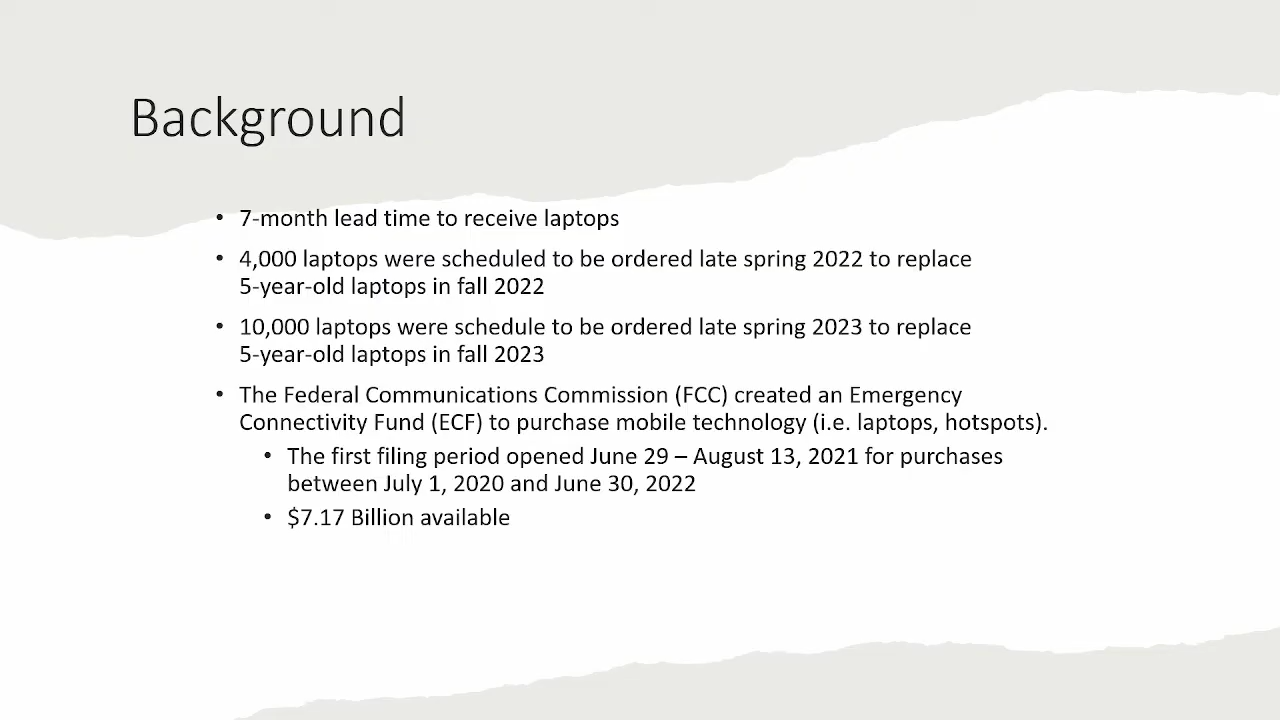 Background
• 7-month lead time to receive laptops
• 4,000 laptops were scheduled to be ordered late spring 2022 to replace
5-year-old laptops in fall 2022
• 10,000 laptops were schedule to be ordered late spring 2023 to replace
5-year-old laptops in fall 2023
• The Federal Communications Commission (FCC) created an Emergency
Connectivity Fund (ECF) to purchase mobile technology (i.e. laptops, hotspots).
• The first filing period opened June 29 – August 13, 2021 for purchases
between July 1, 2020 and June 30, 2022
• $7.17 Billion available